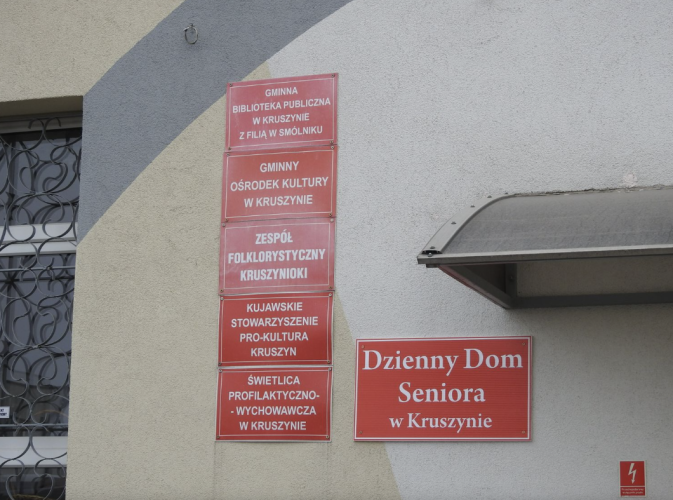 GMINNA
BIBLIOTEKA PUBLICZNA
W KRUSZYNIE
Z FILIĄ W SMÓLNIKU
GMINNY
OŚRODEK KULTURY
W KRUSZYNIE
ZESPÓŁ
FOLKLORYSTYCZNY
KRUSZYNIOKI
KUJAWSKIE
STOWARZYSZENIE
PRO-KULTURA
KRUSZYN
ŚWIETLICA
PROFILAKTYCZNO-
- WYCHOWAWCZA
W KRUSZYNIE
Dzienny Dom
Seniora
w Kruszynie